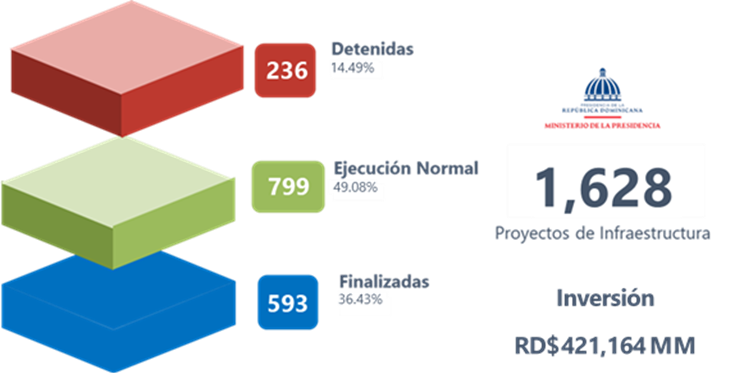 Detenidas
236
14.49%
Ejecución Normal
799
49.08%
Finalizadas
593
36.43%
PRESIDENCIA DE LA
REPÚBLICA DOMINICANA
MINISTERIO DE LA PRESIDENCIA
1,628
Proyectos de Infraestructura
Inversión
RD$421,164 MM